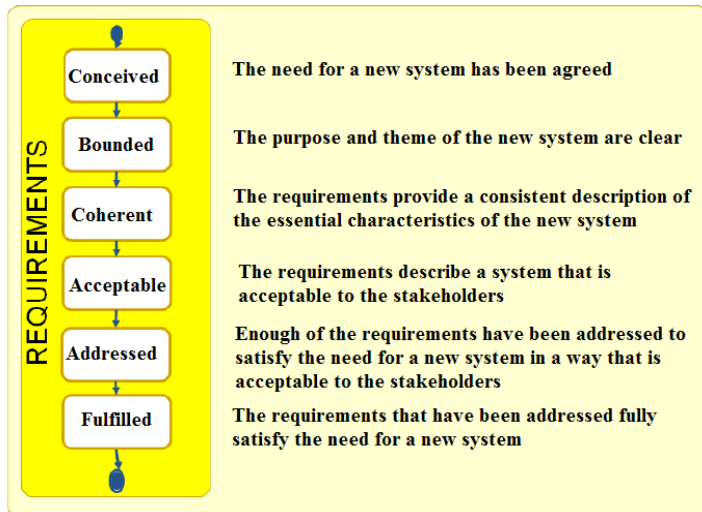 REQUIREMENTS
Conceived
The need for a new system has been agreed
Bounded
The purpose and theme of the new system are clear
Coherent
The requirements provide a consistent description of
the essential characteristics of the new system
Acceptable
The requirements describe a system that is
acceptable to the stakeholders
Addressed
Enough of the requirements have been addressed to
satisfy the need for a new system in a way that is
acceptable to the stakeholders
Fulfilled
The requirements that have been addressed fully
satisfy the need for a new system